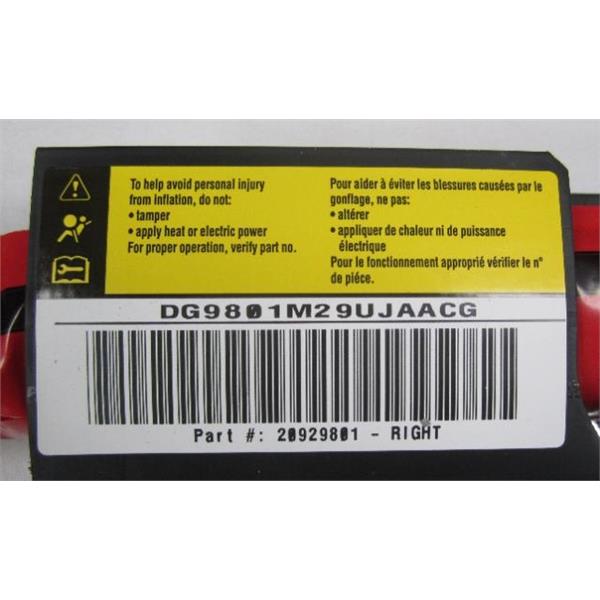 To help avoid personal injury
from inflation, do not:
• tamper
• apply heat or electric power
For proper operation, verify part no.
Pour aider à éviter les blessures causées par le
gonflage, ne pas:
• altérer
• appliquer de chaleur ni de puissance
électrique
Pour le fonctionnement approprié vérifier le n°
de piéce.
DG9801M29UJAACG
Part #: 20929801 - RIGHT